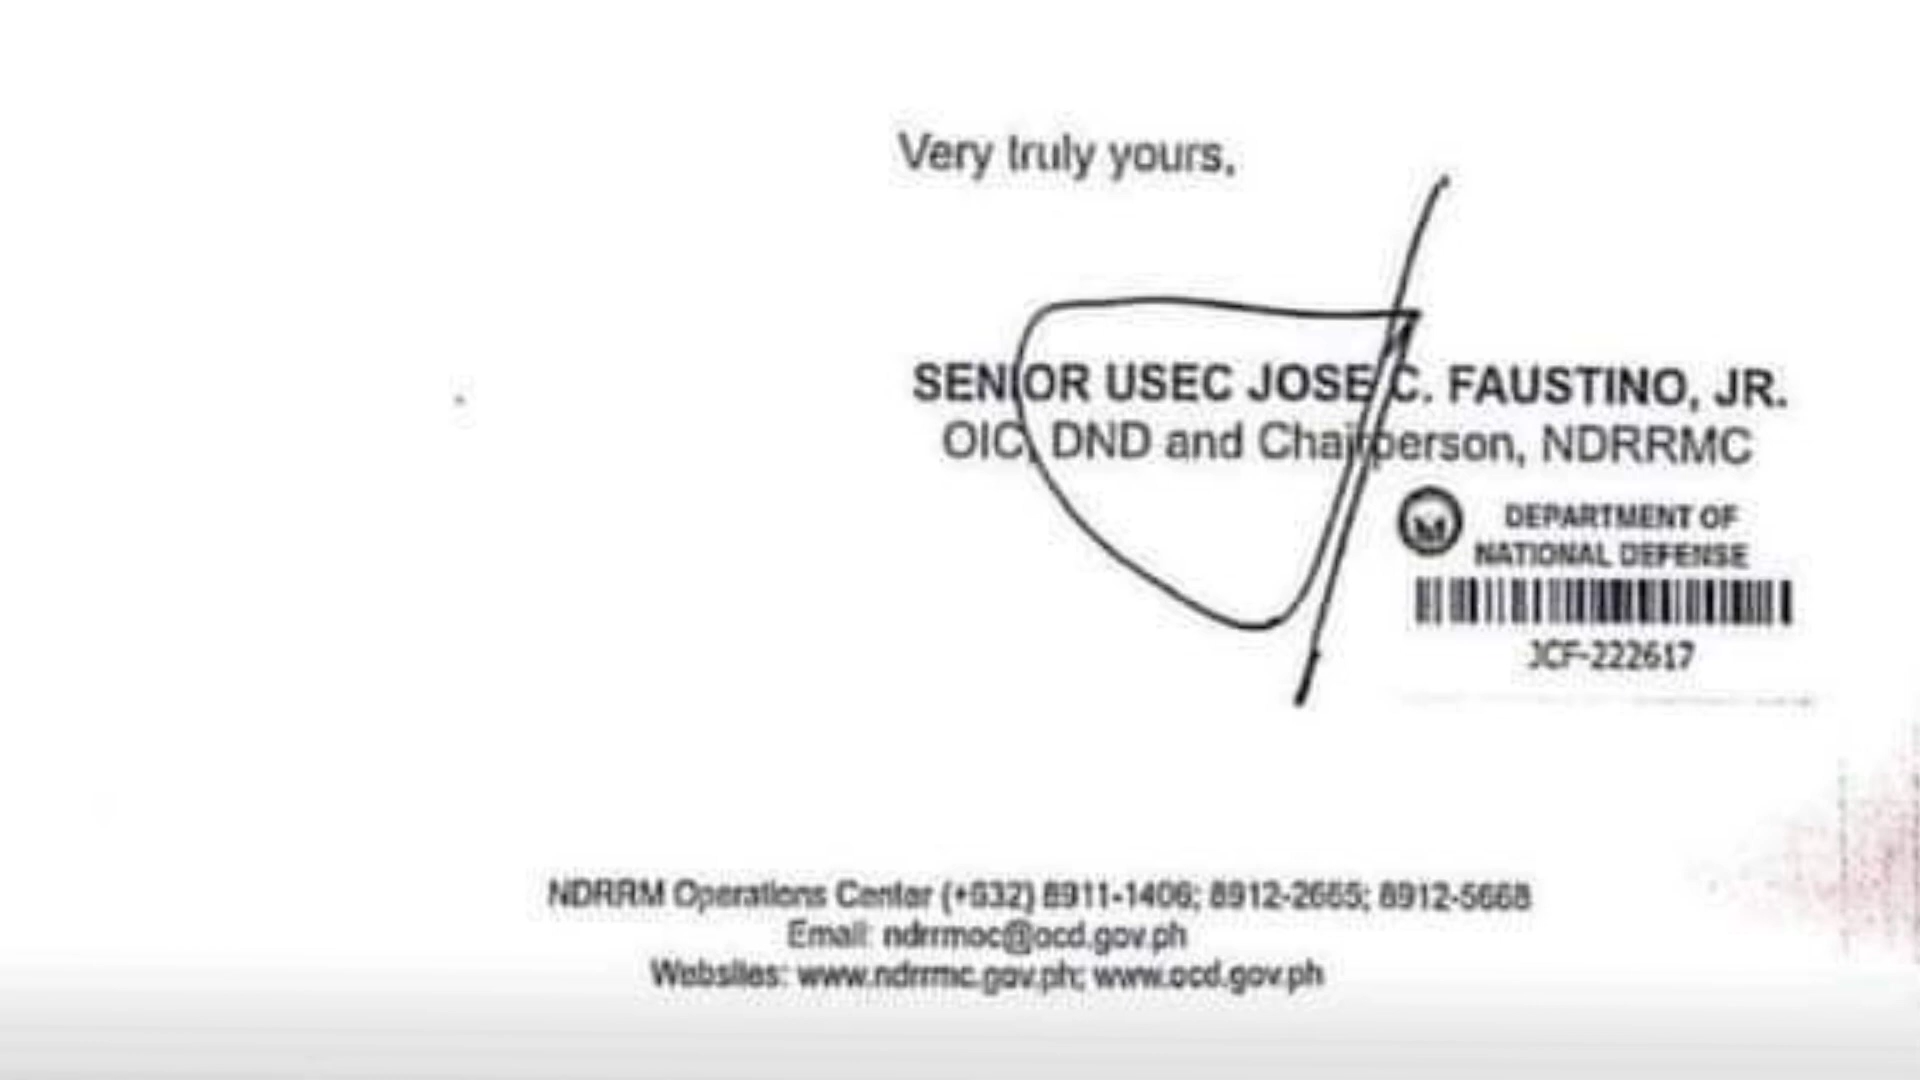 Very truly yours,
SENIOR USEC JOSE C. FAUSTINO, JR.
OIC, DND and Chairperson, NDRRMC
DEPARTMENT OF
NATIONAL DEFENSE
JCF-222617
NDRRM Operations Center (+632) 8911-1406; 8912-2665; 8912-5668
Email: ndrrmoc@ocd.gov.ph
Websites: www.ndrrmc.gov.ph; www.ocd.gov.ph